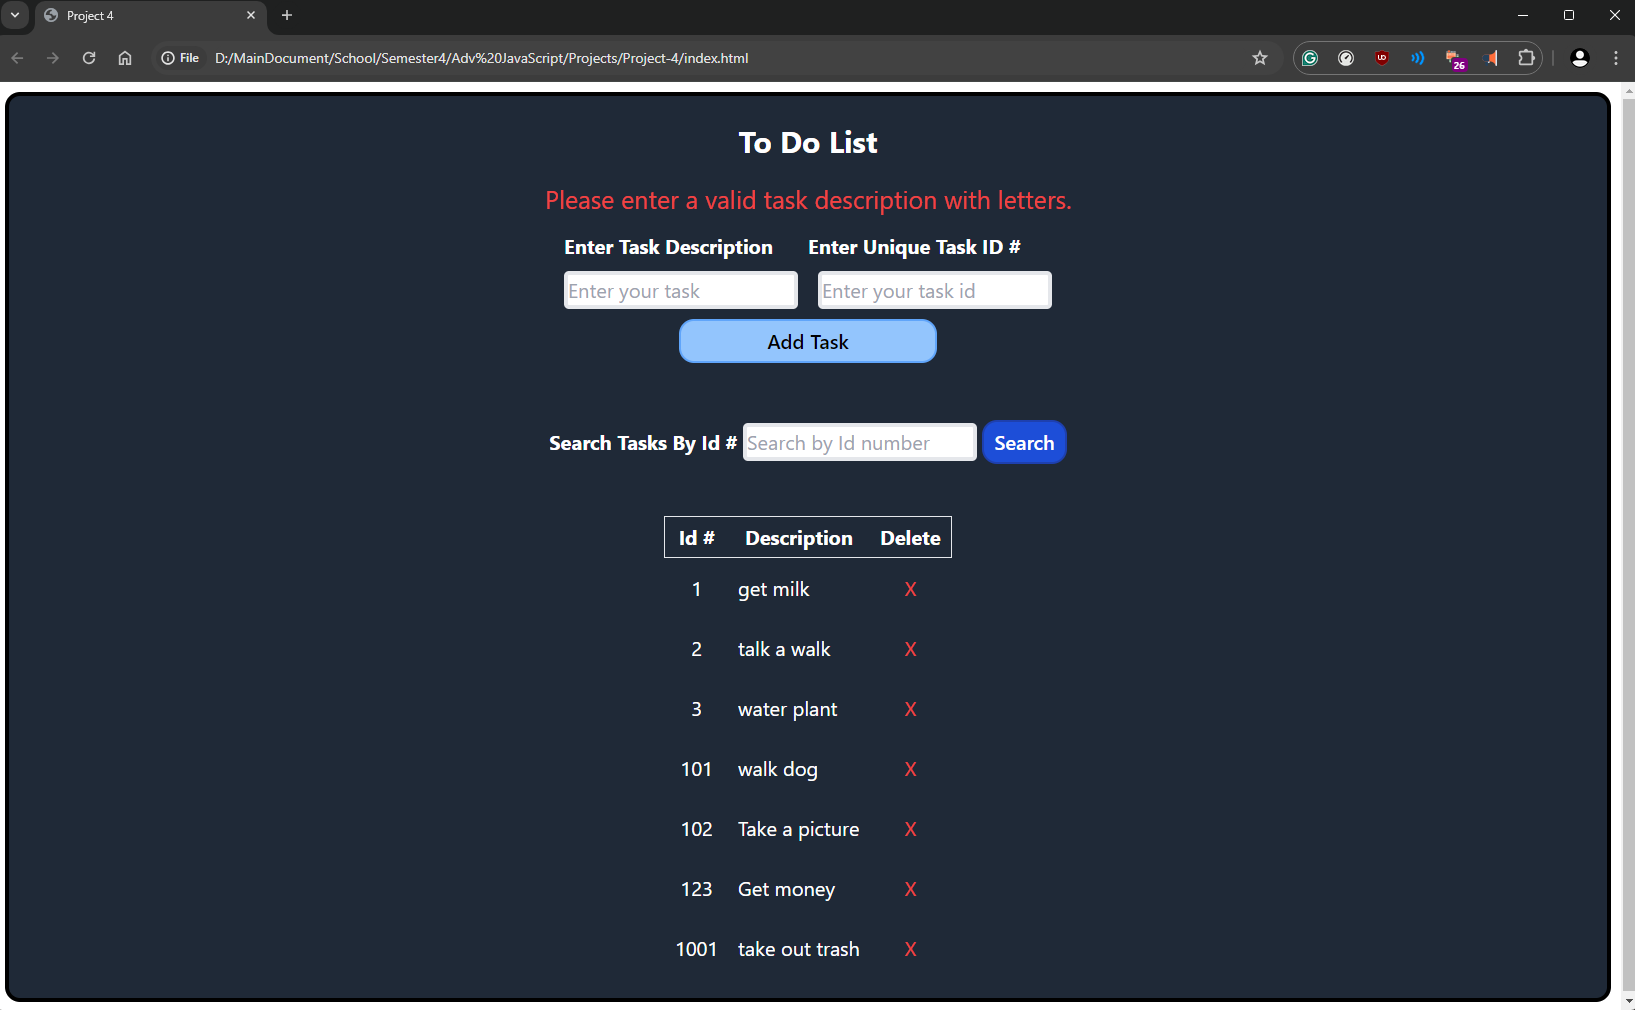 Project 4
File D:/MainDocument/School/Semester4/Adv%20JavaScript/Projects/Project-4/index.html
26
To Do List
Please enter a valid task description with letters.
Enter Task Description Enter Unique Task ID #
Enter your task Enter your task id
Add Task
Search Tasks By Id # Search by Id number Search
Id # Description Delete
1 get milk X
2 talk a walk X
3 water plant X
101 walk dog X
102 Take a picture X
123 Get money X
1001 take out trash X